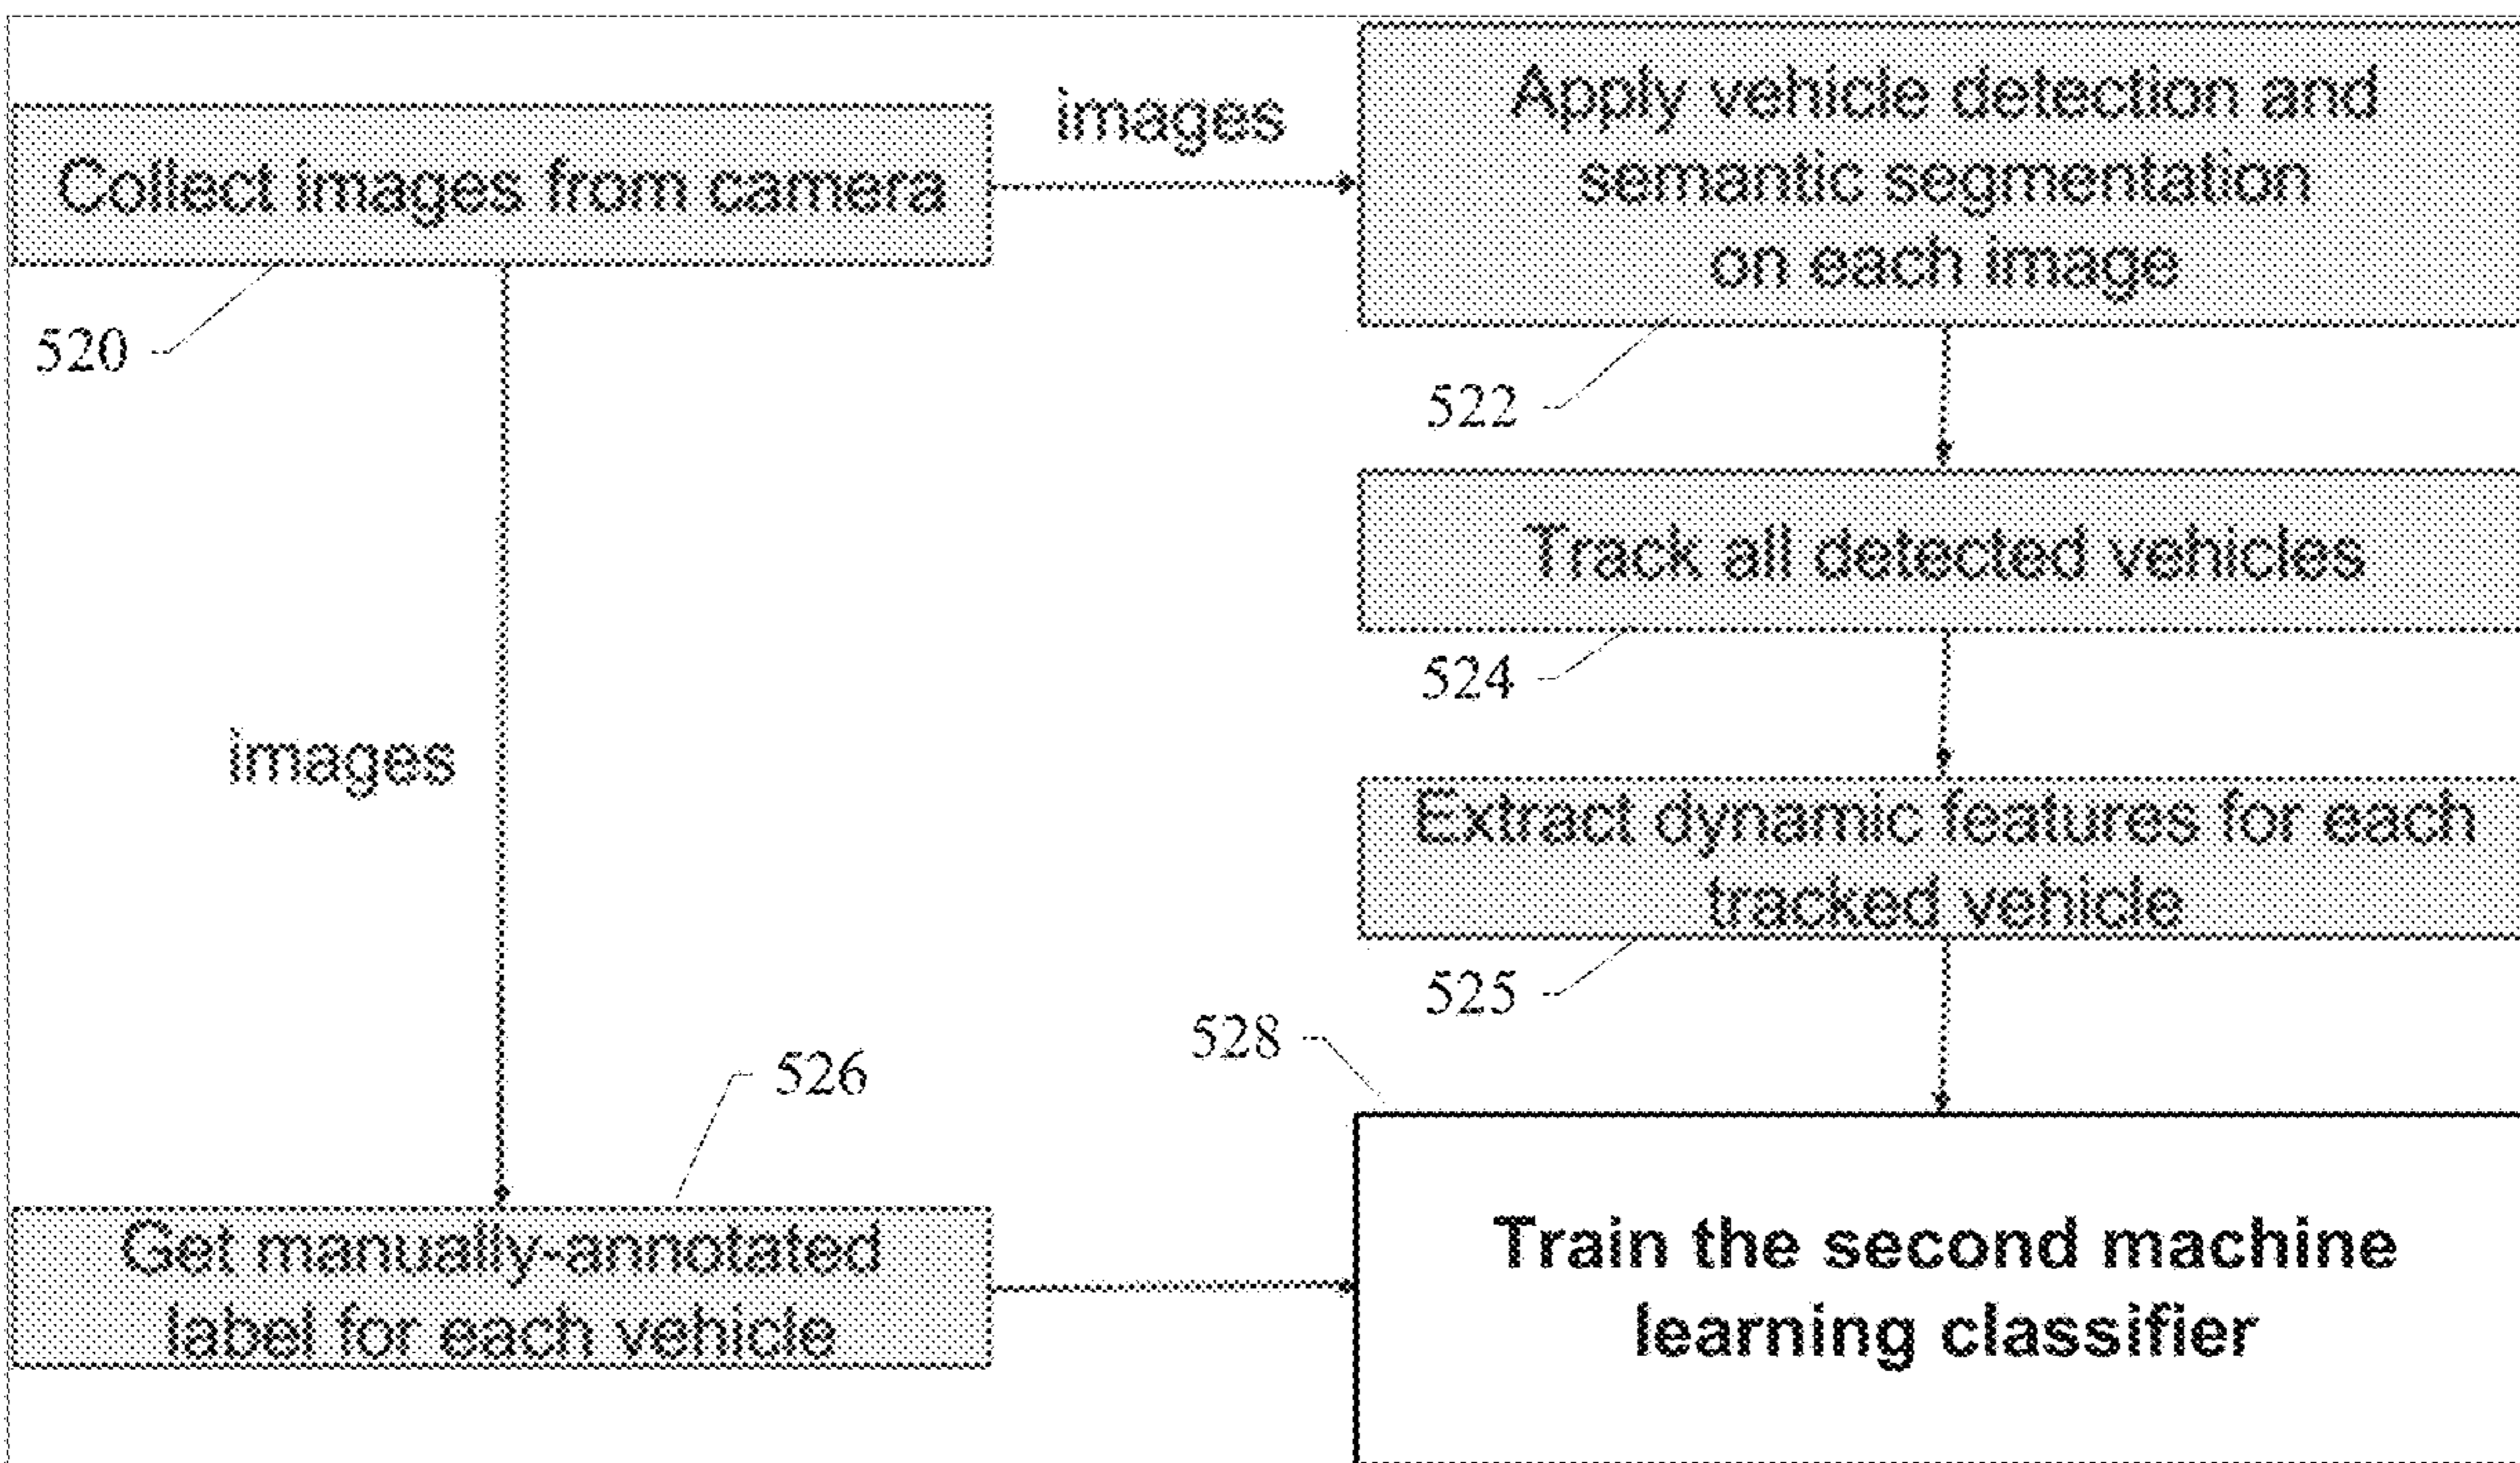 Collect images from camera
520
images
Apply vehicle detection and
semantic segmentation
on each image
522
Track all detected vehicles
524
Extract dynamic features for each
tracked vehicle
525
images
526
Get manually-annotated
label for each vehicle
528
Train the second machine
learning classifier